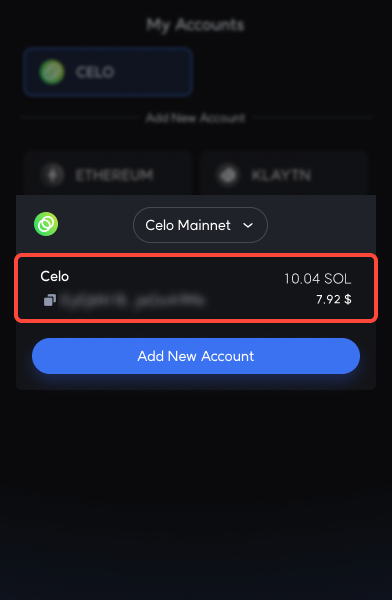 My Accounts
CELO
Add New Account
ETHEREUM
KLAYTN
Celo Mainnet
Celo
10.04 SOL
7.92 $
Add New Account